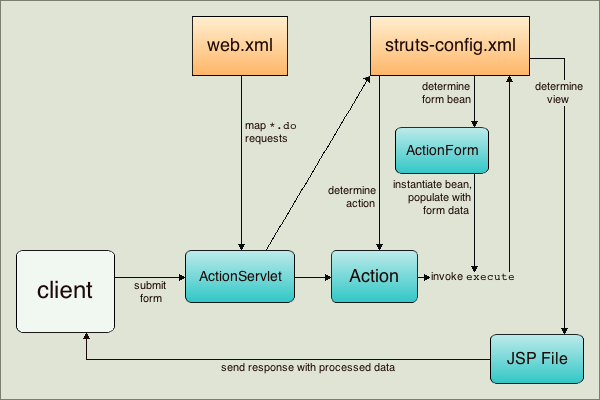 web.xml
struts-config.xml
map *.do
requests
determine
form bean
determine
view
ActionForm
determine
action
instantiate bean,
populate with
form data
client
submit
form
ActionServlet
Action
invoke execute
JSP File
send response with processed data